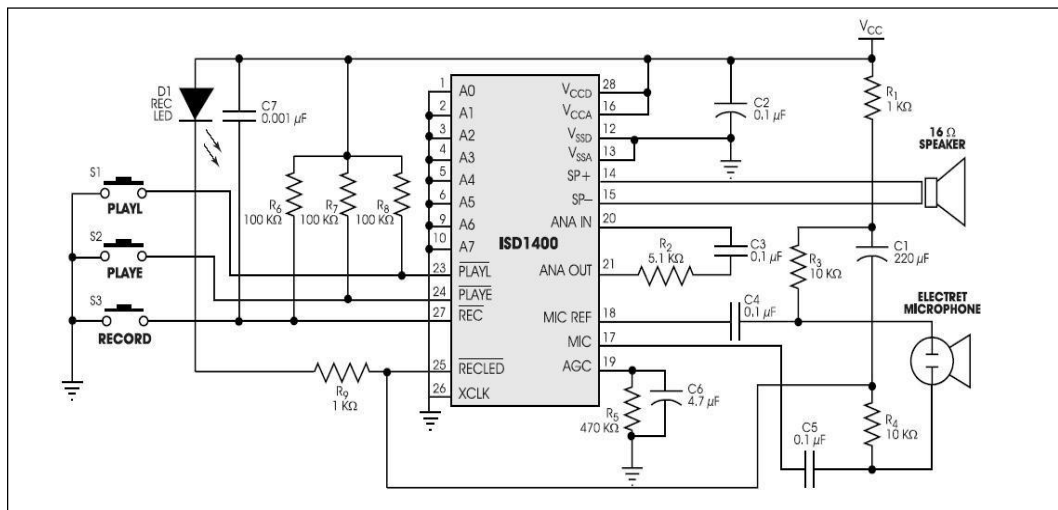 VCC
D1
REC
LED
C7
0.001 µF
S1
PLAYL
S2
PLAYE
S3
RECORD
R6
100 KΩ
R7
100 KΩ
R8
100 KΩ
R9
1 KΩ
1
2
3
4
5
6
9
10
23
24
27
25
26
A0
A1
A2
A3
A4
A5
A6
A7
PLAYL
PLAYE
REC
RECLED
XCLK
ISD1400
VCCD
VCCA
VSSD
VSSA
SP+
SP–
ANA IN
ANA OUT
MIC REF
MIC
AGC
28
16
12
13
14
15
20
21
18
17
19
C2
0.1 µF
R1
1 KΩ
16 Ω
SPEAKER
R2
5.1 KΩ
C3
0.1 µF
R3
10 KΩ
C1
220 µF
C4
0.1 µF
ELECTRET
MICROPHONE
R5
470 KΩ
C6
4.7 µF
C5
0.1 µF
R4
10 KΩ